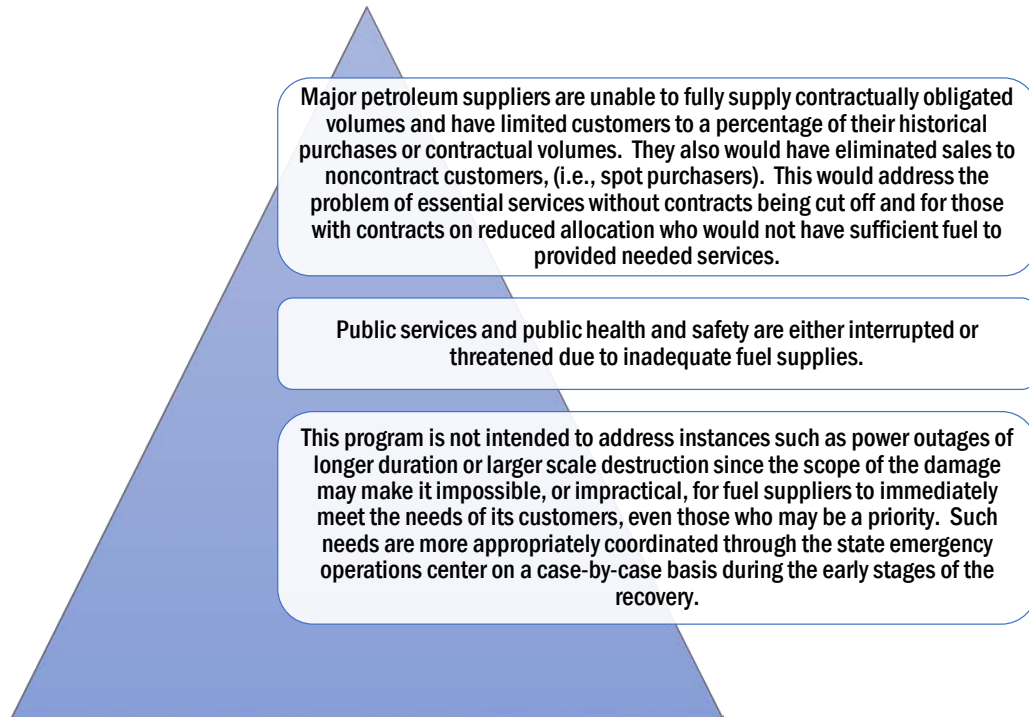 Major petroleum suppliers are unable to fully supply contractually obligated
volumes and have limited customers to a percentage of their historical
purchases or contractual volumes. They also would have eliminated sales to
noncontract customers, (i.e., spot purchasers). This would address the
problem of essential services without contracts being cut off and for those
with contracts on reduced allocation who would not have sufficient fuel to
provided needed services.
Public services and public health and safety are either interrupted or
threatened due to inadequate fuel supplies.
This program is not intended to address instances such as power outages of
longer duration or larger scale destruction since the scope of the damage
may make it impossible, or impractical, for fuel suppliers to immediately
meet the needs of its customers, even those who may be a priority. Such
needs are more appropriately coordinated through the state emergency
operations center on a case-by-case basis during the early stages of the
recovery.